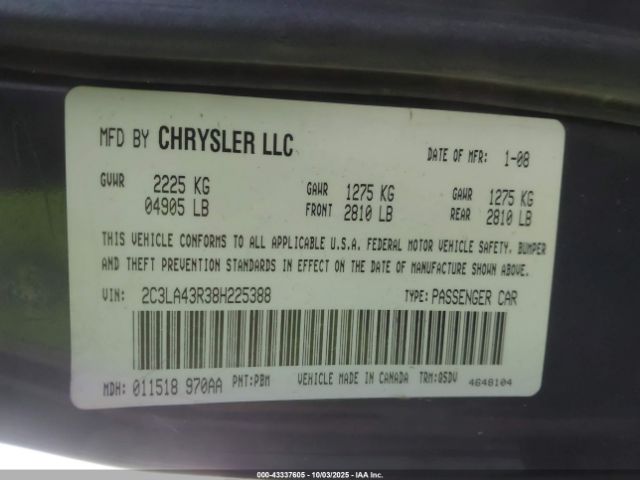 MFD BY CHRYSLER LLC DATE OF MFR: 1-08
GVWR 2225 KG GAWR 1275 KG GAWR 1275 KG
04905 LB FRONT 2810 LB REAR 2810 LB
THIS VEHICLE CONFORMS TO ALL APPLICABLE U.S.A. FEDERAL MOTOR VEHICLE SAFETY, BUMPER
AND THEFT PREVENTION STANDARDS IN EFFECT ON THE DATE OF MANUFACTURE SHOWN ABOVE.
VIN: 2C3LA43R38H225388 TYPE: PASSENGER CAR
MDH: 011518 970AA PNT:PBM VEHICLE MADE IN CANADA TRM:Q5DV 4648104
000-43337605 - 10/03/2025 - IAA Inc.